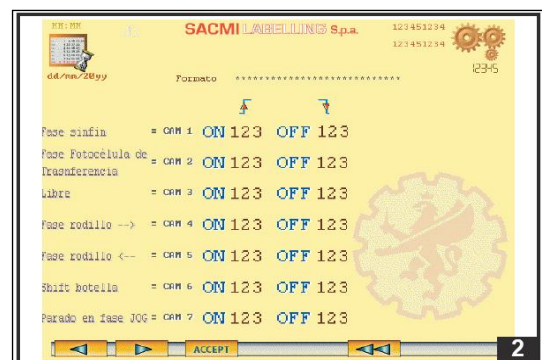 HH:MM SACMI LABELLING S.p.a. 123451234
123451234
dd/mm/20yy 12345
Formato ****************************
Fase sinfin = CAM 1 ON 123 OFF 123
Fase Fotocélula de Trasnferencia = CAM 2 ON 123 OFF 123
Libre = CAM 3 ON 123 OFF 123
Fase rodillo --> = CAM 4 ON 123 OFF 123
Fase rodillo <-- = CAM 5 ON 123 OFF 123
Shift botella = CAM 6 ON 123 OFF 123
Parado en fase JOG = CAM 7 ON 123 OFF 123
ACCEPT 2